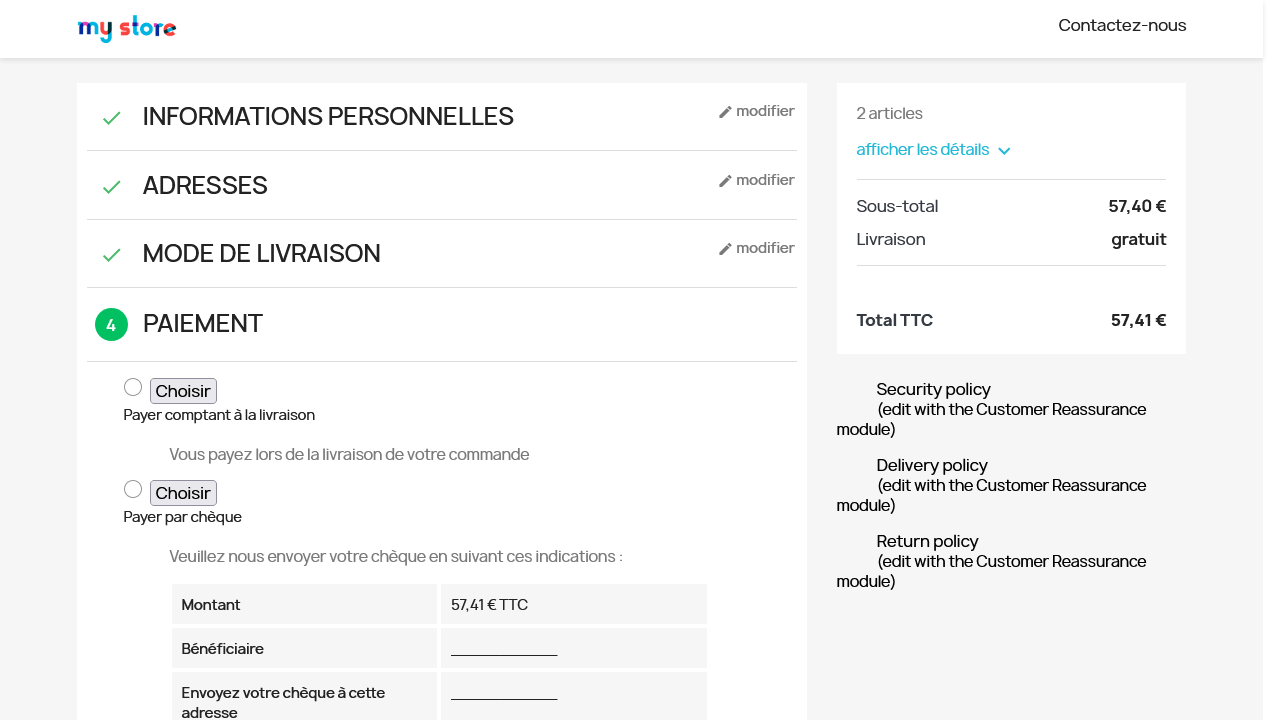 my store
Contactez-nous
INFORMATIONS PERSONNELLES
modifier
ADRESSES
modifier
MODE DE LIVRAISON
modifier
4 PAIEMENT
Choisir
Payer comptant à la livraison
Vous payez lors de la livraison de votre commande
Choisir
Payer par chèque
Veuillez nous envoyer votre chèque en suivant ces indications :
Montant 57,41 € TTC
Bénéficiaire _______________
Envoyez votre chèque à cette _______________
adresse
2 articles
afficher les détails
Sous-total 57,40 €
Livraison gratuit
Total TTC 57,41 €
Security policy
(edit with the Customer Reassurance
module)
Delivery policy
(edit with the Customer Reassurance
module)
Return policy
(edit with the Customer Reassurance
module)